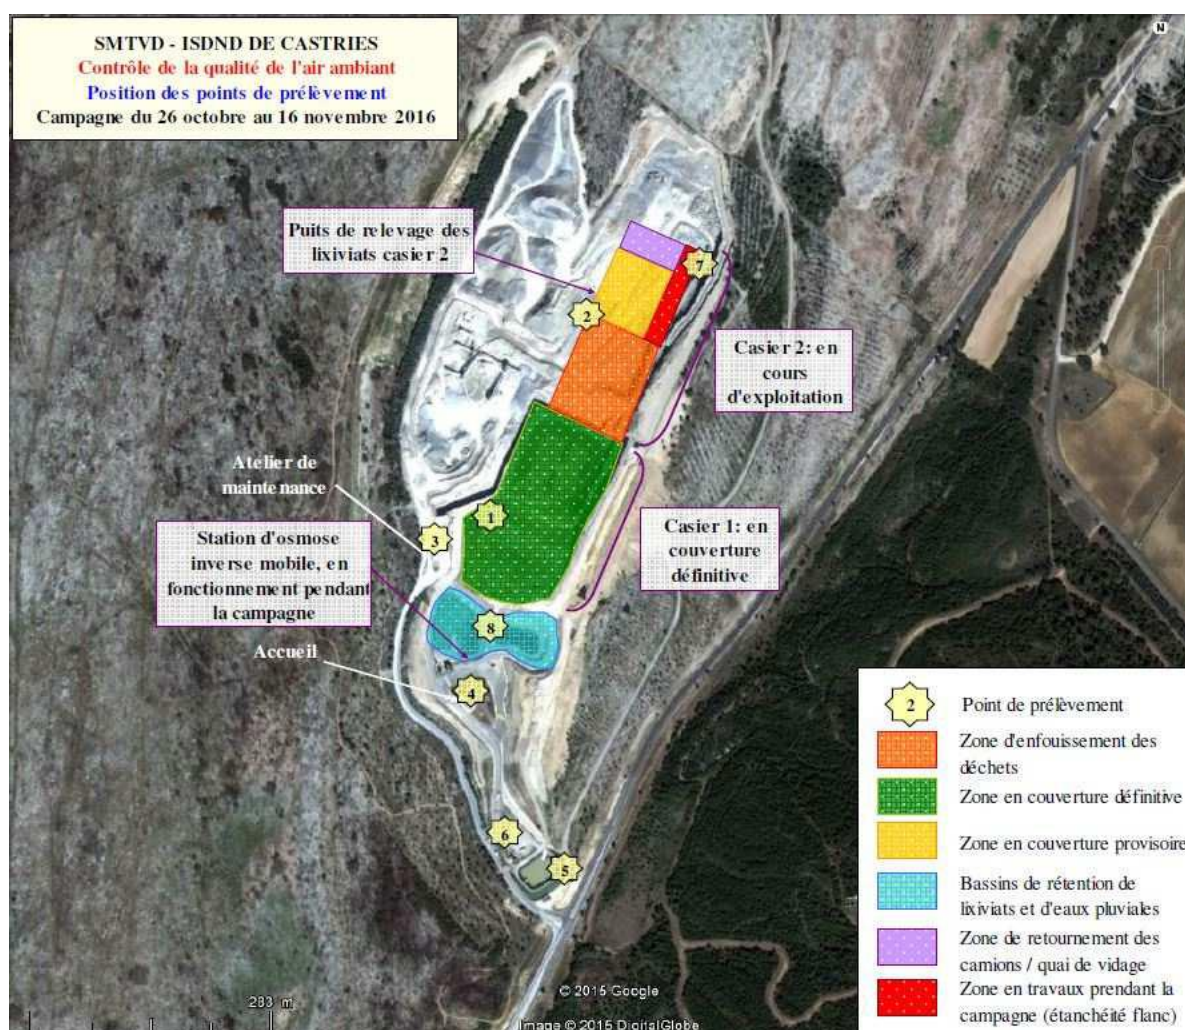 SMTVD - ISDND DE CASTRIES
Contrôle de la qualité de l'air ambiant
Position des points de prélèvement
Campagne du 26 octobre au 16 novembre 2016
N
Puits de relevage des
lixiviats casier 2
7
2
Casier 2: en
cours
d'exploitation
Atelier de
maintenance
1
3
Casier 1: en
couverture
définitive
Station d'osmose
inverse mobile, en
fonctionnement pendant
la campagne
8
Accueil
4
6
5
2
Point de prélèvement
Zone d'enfouissement des
déchets
Zone en couverture définitive
Zone en couverture provisoire
Bassins de rétention de
lixiviats et d'eaux pluviales
Zone de retournement des
camions / quai de vidage
Zone en travaux prendant la
campagne (étanchéité flanc)
283 m
© 2015 Google
Image © 2015 DigitalGlobe